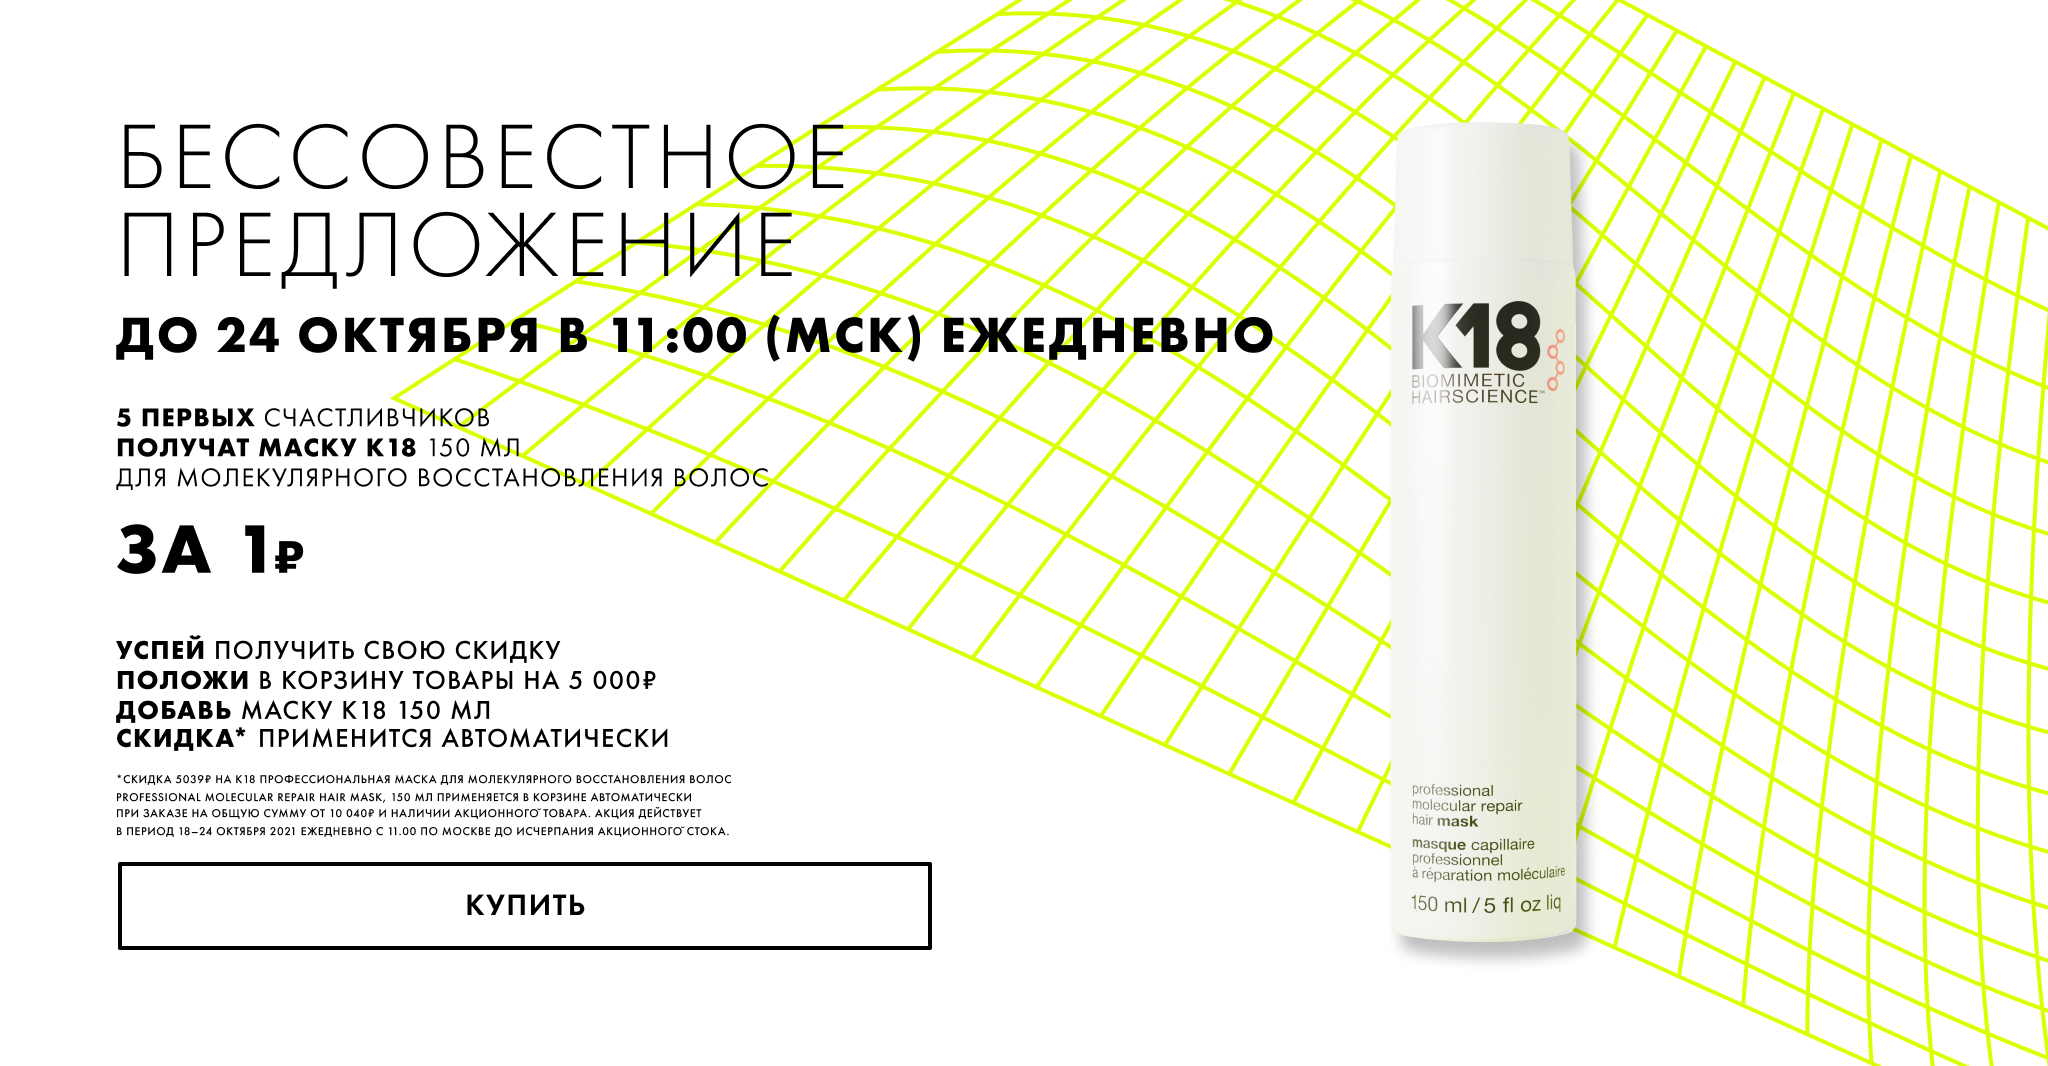 БЕССОВЕСТНОЕ
ПРЕДЛОЖЕНИЕ
ДО 24 ОКТЯБРЯ В 11:00 (МСК) ЕЖЕДНЕВНО
5 ПЕРВЫХ СЧАСТЛИВЧИКОВ
ПОЛУЧАТ МАСКУ K18 150 МЛ
ДЛЯ МОЛЕКУЛЯРНОГО ВОССТАНОВЛЕНИЯ ВОЛОС
ЗА 1₽
УСПЕЙ ПОЛУЧИТЬ СВОЮ СКИДКУ
ПОЛОЖИ В КОРЗИНУ ТОВАРЫ НА 5 000₽
ДОБАВЬ МАСКУ K18 150 МЛ
СКИДКА* ПРИМЕНИТСЯ АВТОМАТИЧЕСКИ
*СКИДКА 5039₽ НА K18 ПРОФЕССИОНАЛЬНАЯ МАСКА ДЛЯ МОЛЕКУЛЯРНОГО ВОССТАНОВЛЕНИЯ ВОЛОС
PROFESSIONAL MOLECULAR REPAIR HAIR MASK, 150 МЛ ПРИМЕНЯЕТСЯ В КОРЗИНЕ АВТОМАТИЧЕСКИ
ПРИ ЗАКАЗЕ НА ОБЩУЮ СУММУ ОТ 10 040₽ И НАЛИЧИИ АКЦИОННОГО ТОВАРА. АКЦИЯ ДЕЙСТВУЕТ
В ПЕРИОД 18–24 ОКТЯБРЯ 2021 ЕЖЕДНЕВНО С 11.00 ПО МОСКВЕ ДО ИСЧЕРПАНИЯ АКЦИОННОГО СТОКА.
КУПИТЬ
K18
BIOMIMETIC
HAIRSCIENCE™
professional
molecular repair
hair mask
masque capillaire
professionnel
à réparation moléculaire
150 ml / 5 fl oz liq